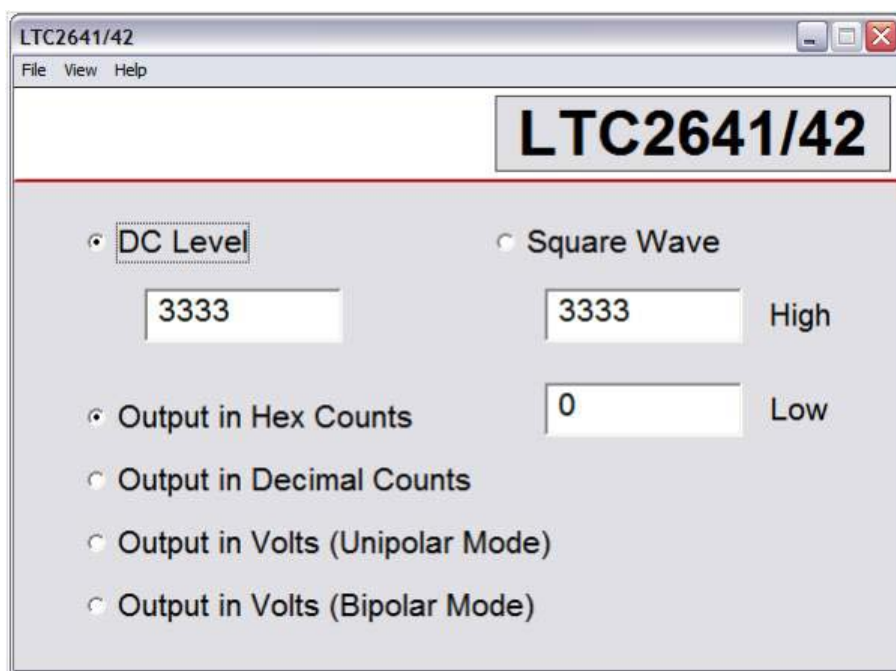 LTC2641/42
File View Help
LTC2641/42
DC Level
Square Wave
3333
3333
High
Output in Hex Counts
0
Low
Output in Decimal Counts
Output in Volts (Unipolar Mode)
Output in Volts (Bipolar Mode)